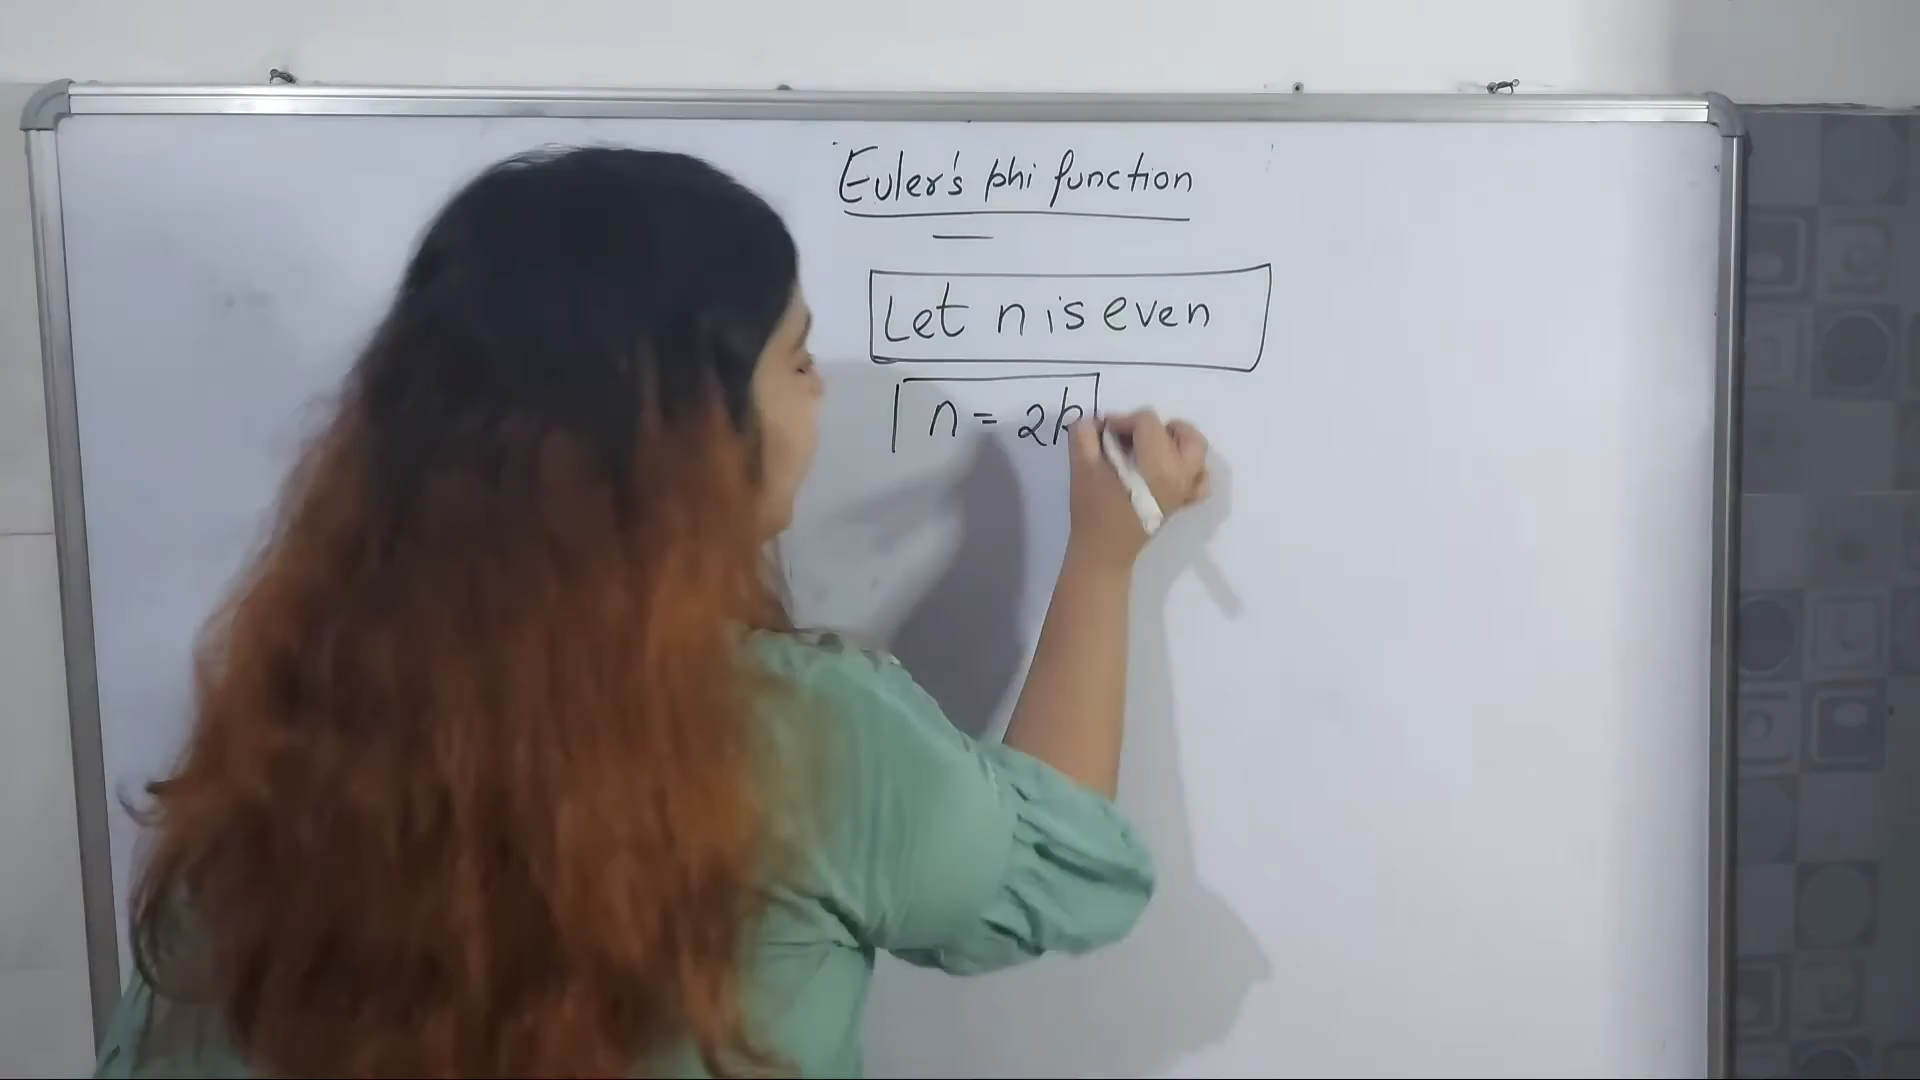 Euler's phi function
Let n is even
n = 2k